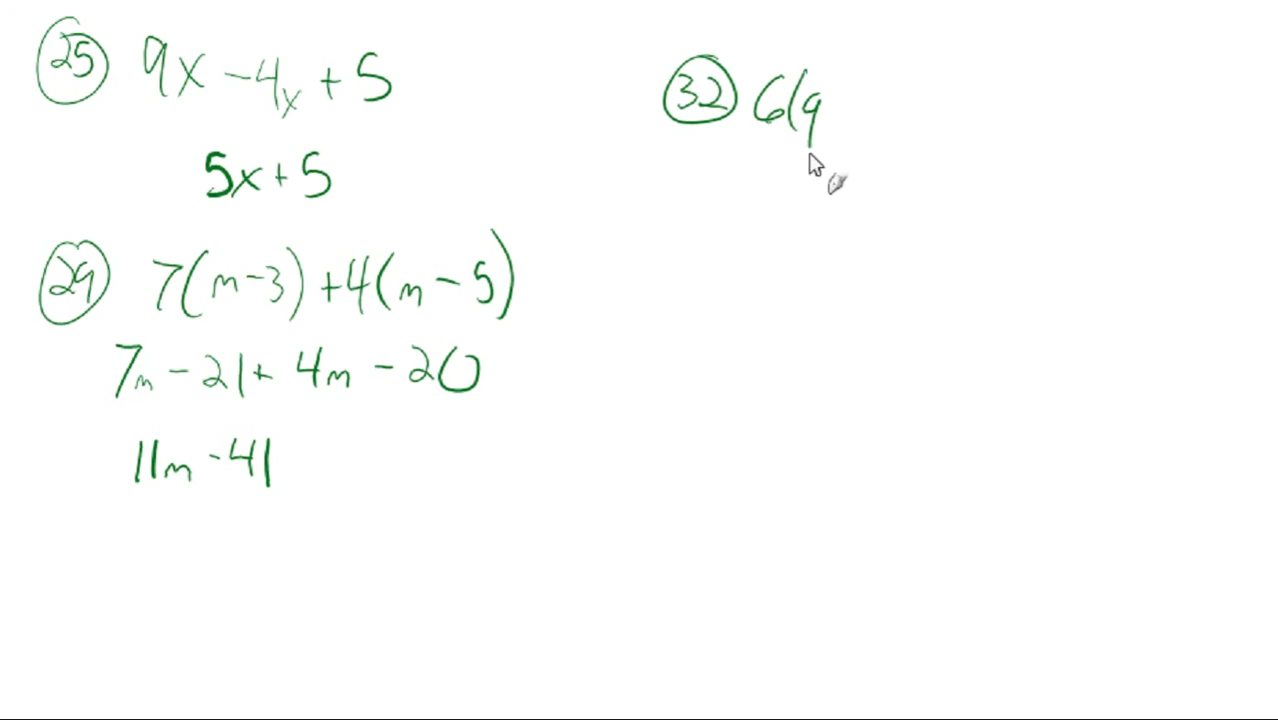 25 9x - 4x + 5
5x + 5
29 7(m - 3) + 4(m - 5)
7m - 21 + 4m - 20
11m - 41
32 6(q